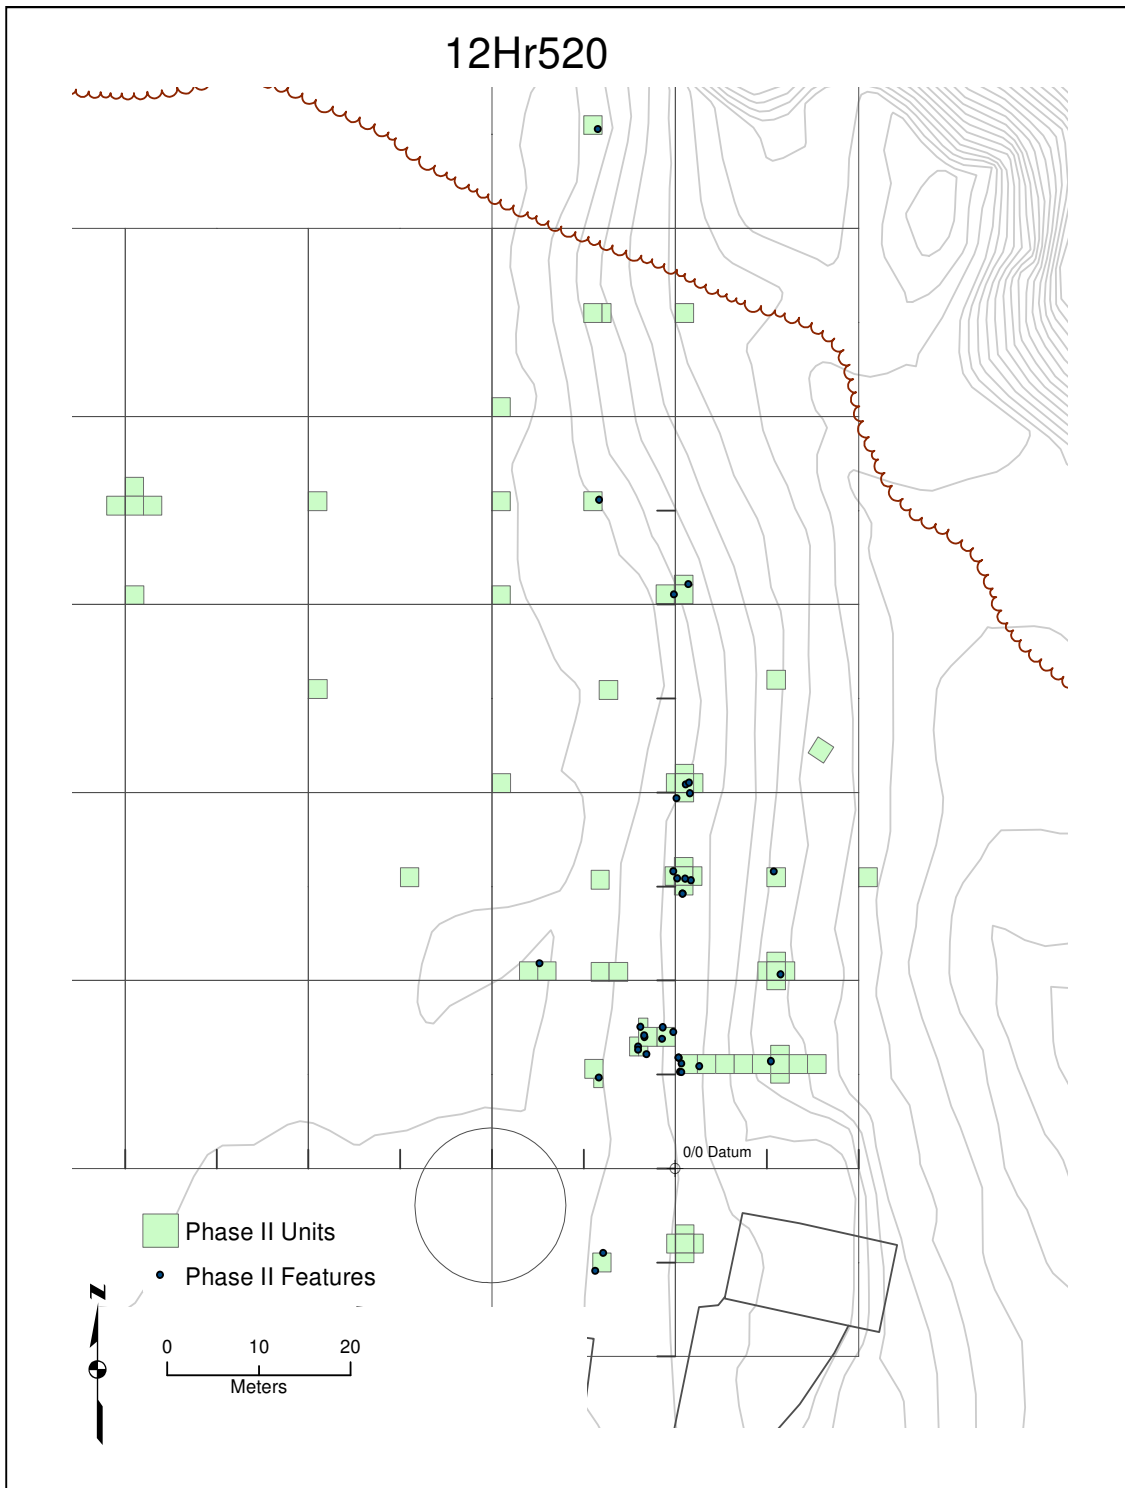 12Hr520
0/0 Datum
Phase II Units
Phase II Features
N
0 10 20
Meters